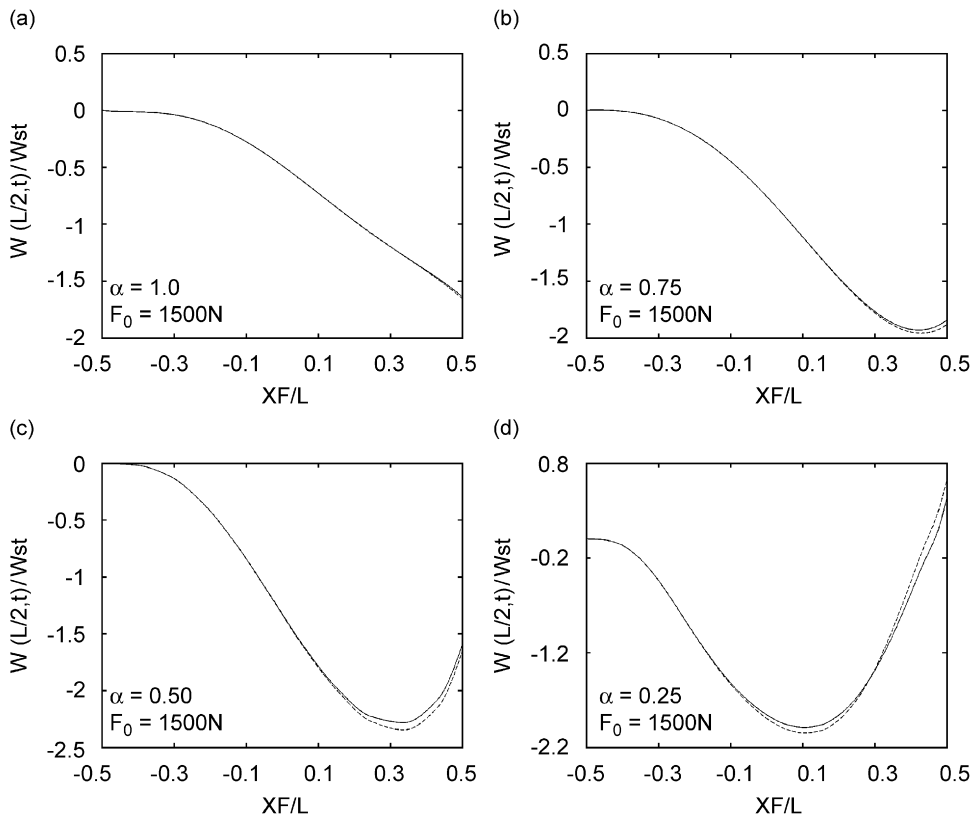 (a)
0.5
0
-0.5
-1
-1.5
-2
W (L/2,t)/Wst
α = 1.0
F0 = 1500N
-0.5 -0.3 -0.1 0.1 0.3 0.5
XF/L
(b)
0.5
0
-0.5
-1
-1.5
-2
W (L/2,t)/Wst
α = 0.75
F0 = 1500N
-0.5 -0.3 -0.1 0.1 0.3 0.5
XF/L
(c)
0
-0.5
-1
-1.5
-2
-2.5
W (L/2,t)/Wst
α = 0.50
F0 = 1500N
-0.5 -0.3 -0.1 0.1 0.3 0.5
XF/L
(d)
0.8
-0.2
-1.2
-2.2
W (L/2,t)/Wst
α = 0.25
F0 = 1500N
-0.5 -0.3 -0.1 0.1 0.3 0.5
XF/L